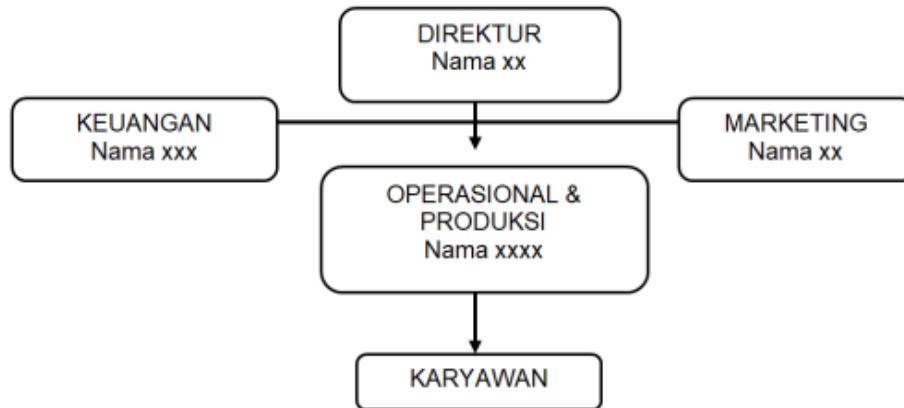 DIREKTUR
Nama xx
KEUANGAN
Nama xxx
MARKETING
Nama xx
OPERASIONAL &
PRODUKSI
Nama xxxx
KARYAWAN